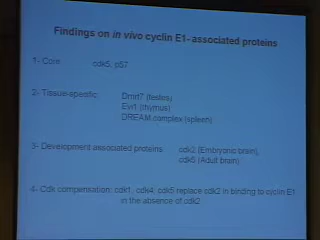 Findings on in vivo cyclin E1- associated proteins
1- Core cdk5, p57
2- Tissue-specific: Dmrt7 (testes)
Evi1 (thymus)
DREAM complex (spleen)
3- Development associated proteins: cdk2 (Embryonic brain),
cdk5 (Adult brain)
4- Cdk compensation: cdk1, cdk4, cdk5 replace cdk2 in binding to cyclin E1
in the absence of cdk2